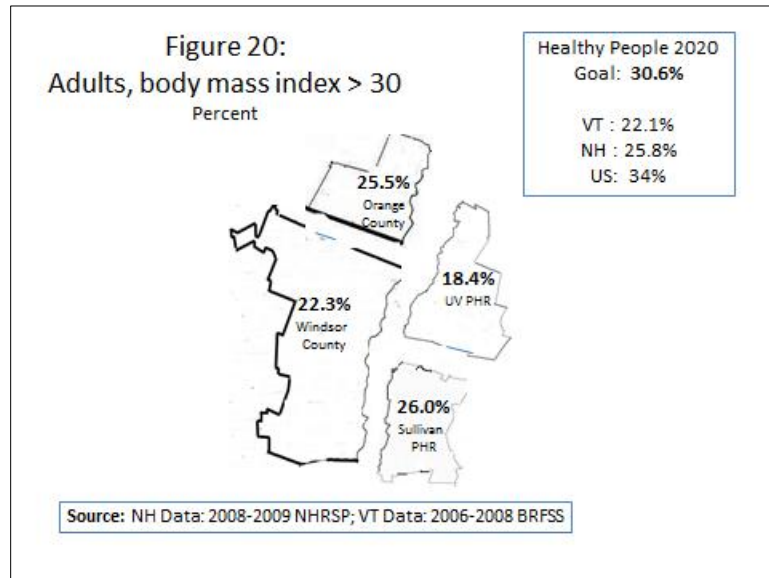 Figure 20:
Adults, body mass index > 30
Percent
Healthy People 2020
Goal: 30.6%
VT : 22.1%
NH : 25.8%
US: 34%
25.5%
Orange
County
18.4%
UV PHR
22.3%
Windsor
County
26.0%
Sullivan
PHR
Source: NH Data: 2008-2009 NHRSP; VT Data: 2006-2008 BRFSS